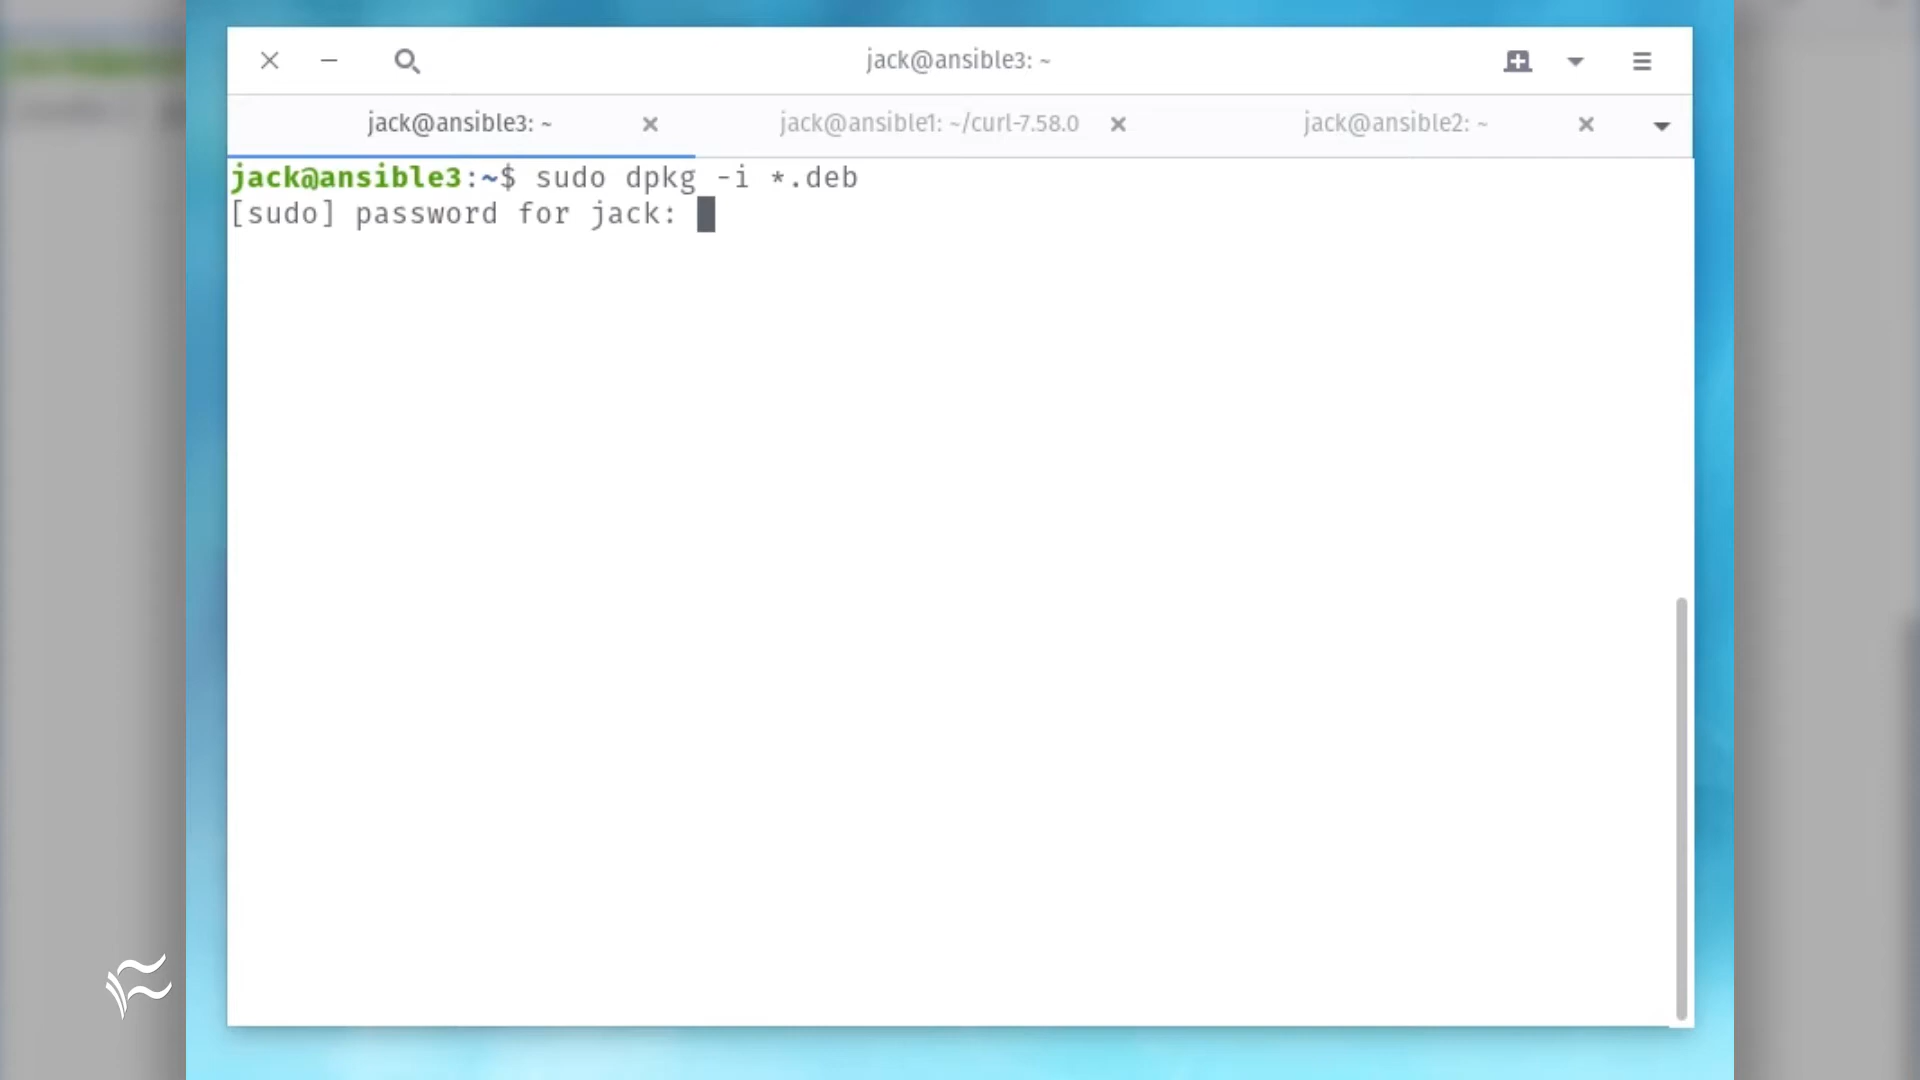 jack@ansible3: ~
jack@ansible3: ~
jack@ansible1: ~/curl-7.58.0
jack@ansible2: ~
jack@ansible3:~$ sudo dpkg -i *.deb
[sudo] password for jack: